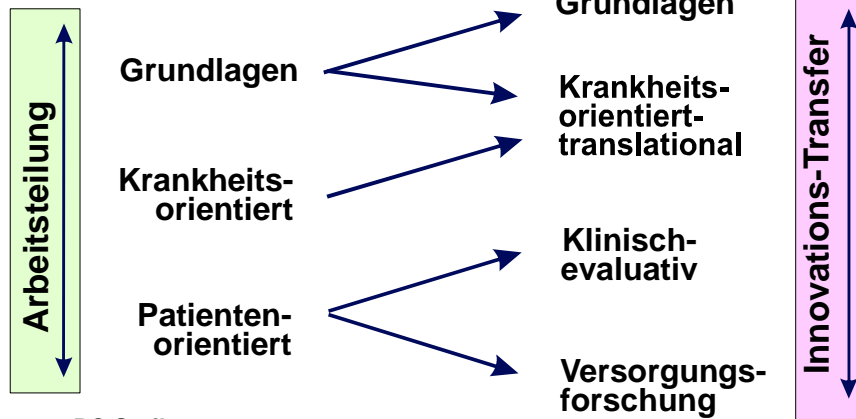 Arbeitsteilung
Grundlagen
Krankheits-
orientiert
Patienten-
orientiert
Grundlagen
Krankheits-
orientiert-
translational
Klinisch-
evaluativ
Versorgungs-
forschung
Innovations-Transfer